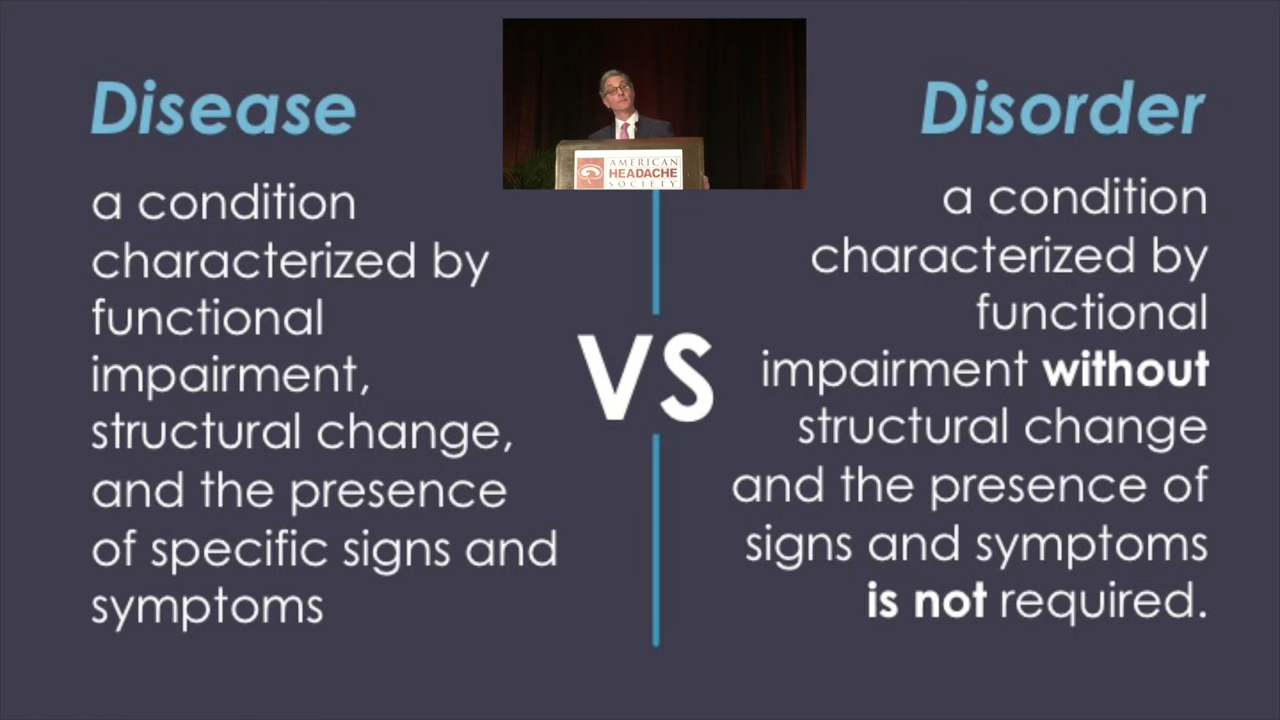 Disease
a condition
characterized by
functional
impairment,
structural change,
and the presence
of specific signs and
symptoms
AMERICAN
HEADACHE
SOCIETY
VS
Disorder
a condition
characterized by
functional
impairment without
structural change
and the presence of
signs and symptoms
is not required.